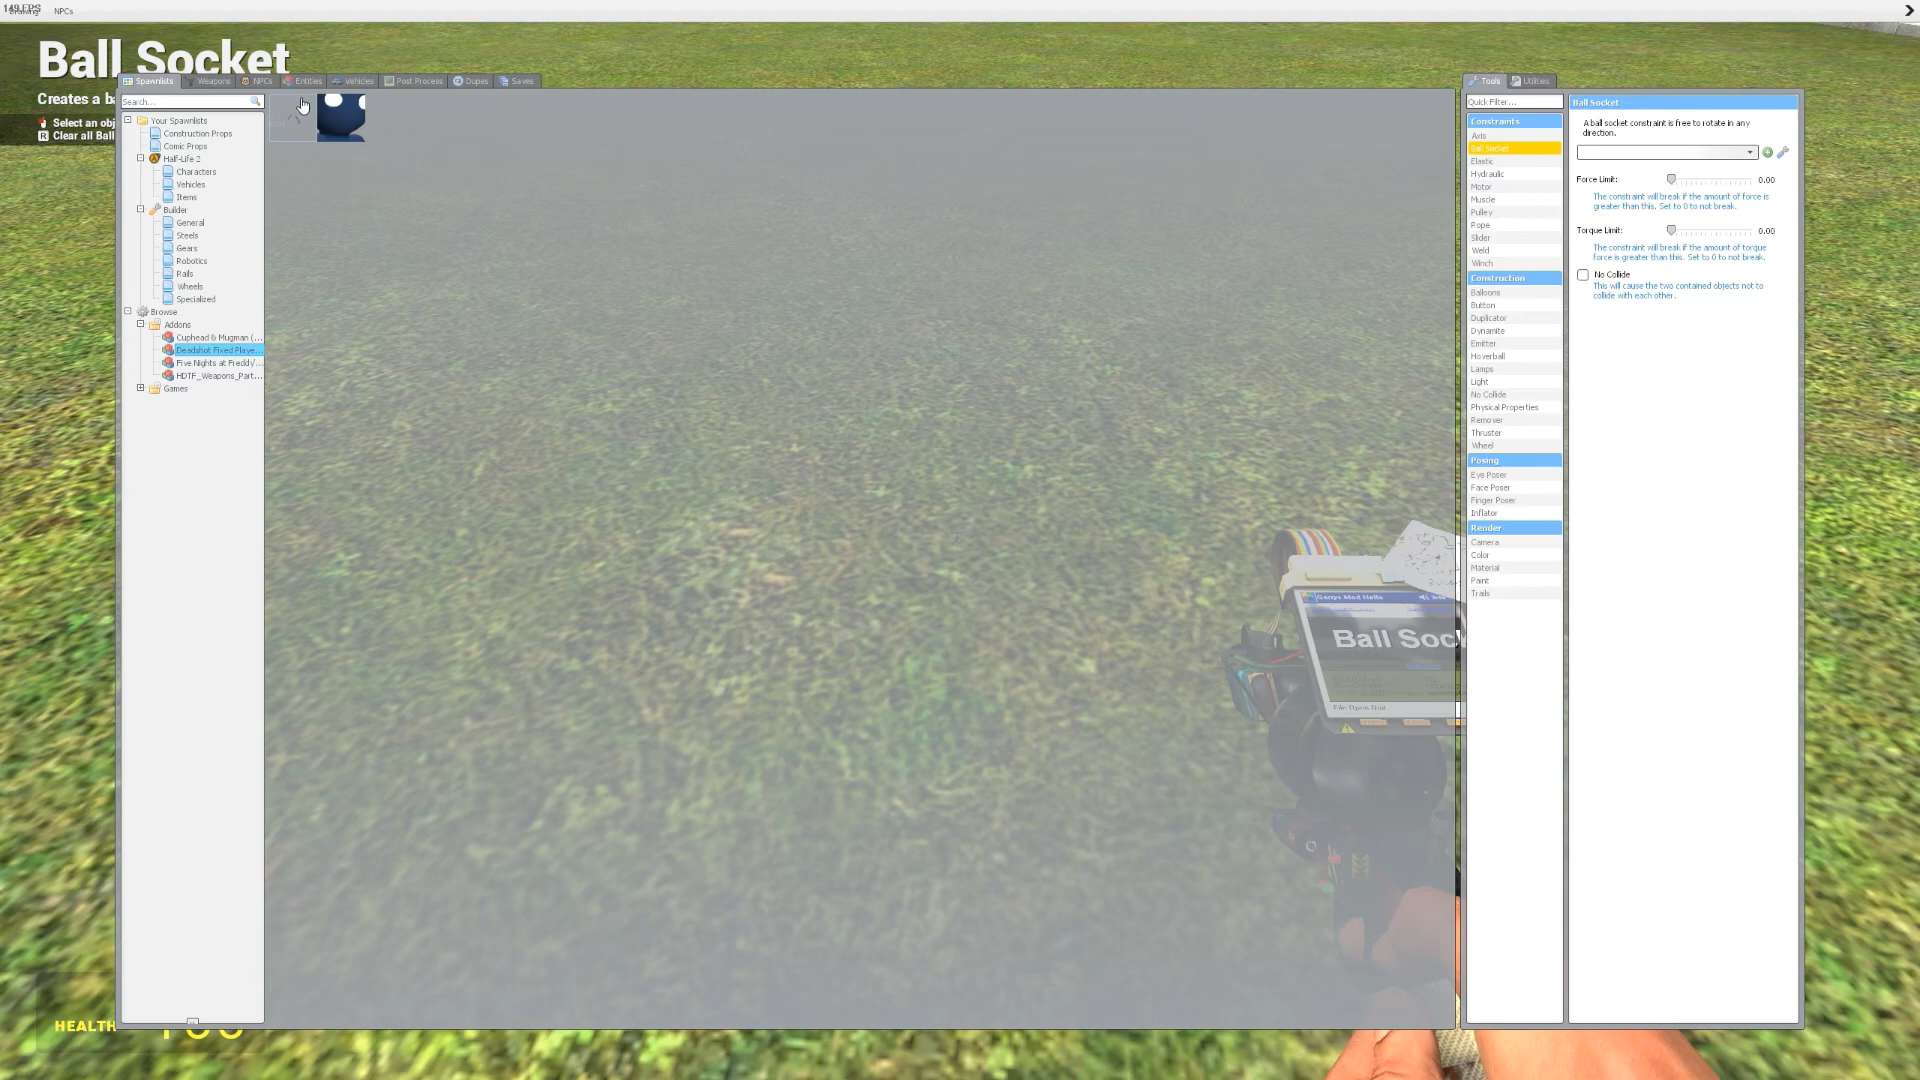 149 FPS
NPCs
Ball Socket
Creates a ba
Select an obj
R Clear all Ball
Spawnlists
Weapons
NPCs
Entities
Vehicles
Post Process
Dupes
Saves
Search...
Your Spawnlists
Construction Props
Comic Props
Half-Life 2
Characters
Vehicles
Items
Builder
General
Steels
Gears
Robotics
Rails
Wheels
Specialized
Browse
Addons
Cuphead & Mugman (...
Deadshot Fixed Playe...
Five Nights at Freddy'...
HDTF_Weapons_Part...
Games
HEALTH
100
Garrys Mod Hello
Ball Sock
Tools
Utilities
Quick Filter...
Constraints
Axis
Ball Socket
Elastic
Hydraulic
Motor
Muscle
Pulley
Rope
Slider
Weld
Winch
Construction
Balloons
Button
Duplicator
Dynamite
Emitter
Hoverball
Lamps
Light
No Collide
Physical Properties
Remover
Thruster
Wheel
Posing
Eye Poser
Face Poser
Finger Poser
Inflator
Render
Camera
Color
Material
Paint
Trails
Ball Socket
A ball socket constraint is free to rotate in any
direction.
Force Limit:
0.00
The constraint will break if the amount of force is
greater than this. Set to 0 to not break.
Torque Limit:
0.00
The constraint will break if the amount of torque
force is greater than this. Set to 0 to not break.
No Collide
This will cause the two contained objects not to
collide with each other.